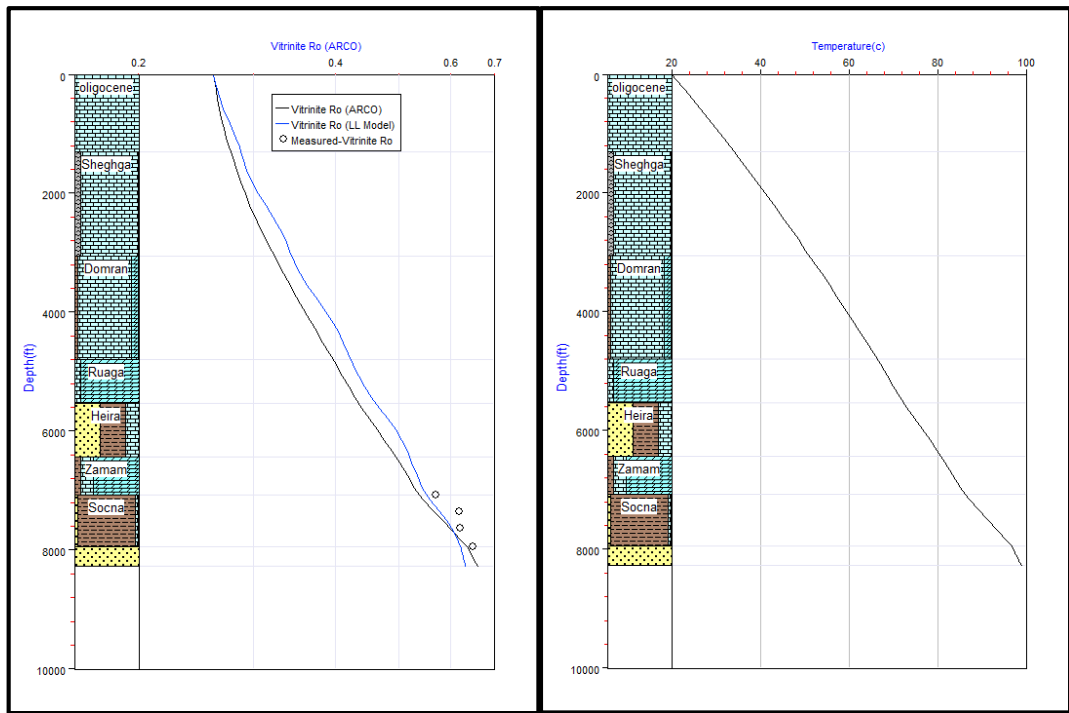 Vitrinite Ro (ARCO)
0.2
0.4
0.6
0.7
0
2000
4000
6000
8000
10000
Depth(ft)
oligocene
Sheghga
Domran
Ruaga
Heira
Zamam
Socna
Vitrinite Ro (ARCO)
Vitrinite Ro (LL Model)
Measured-Vitrinite Ro
Temperature(c)
20
40
60
80
100
0
2000
4000
6000
8000
10000
Depth(ft)
oligocene
Sheghga
Domran
Ruaga
Heira
Zamam
Socna